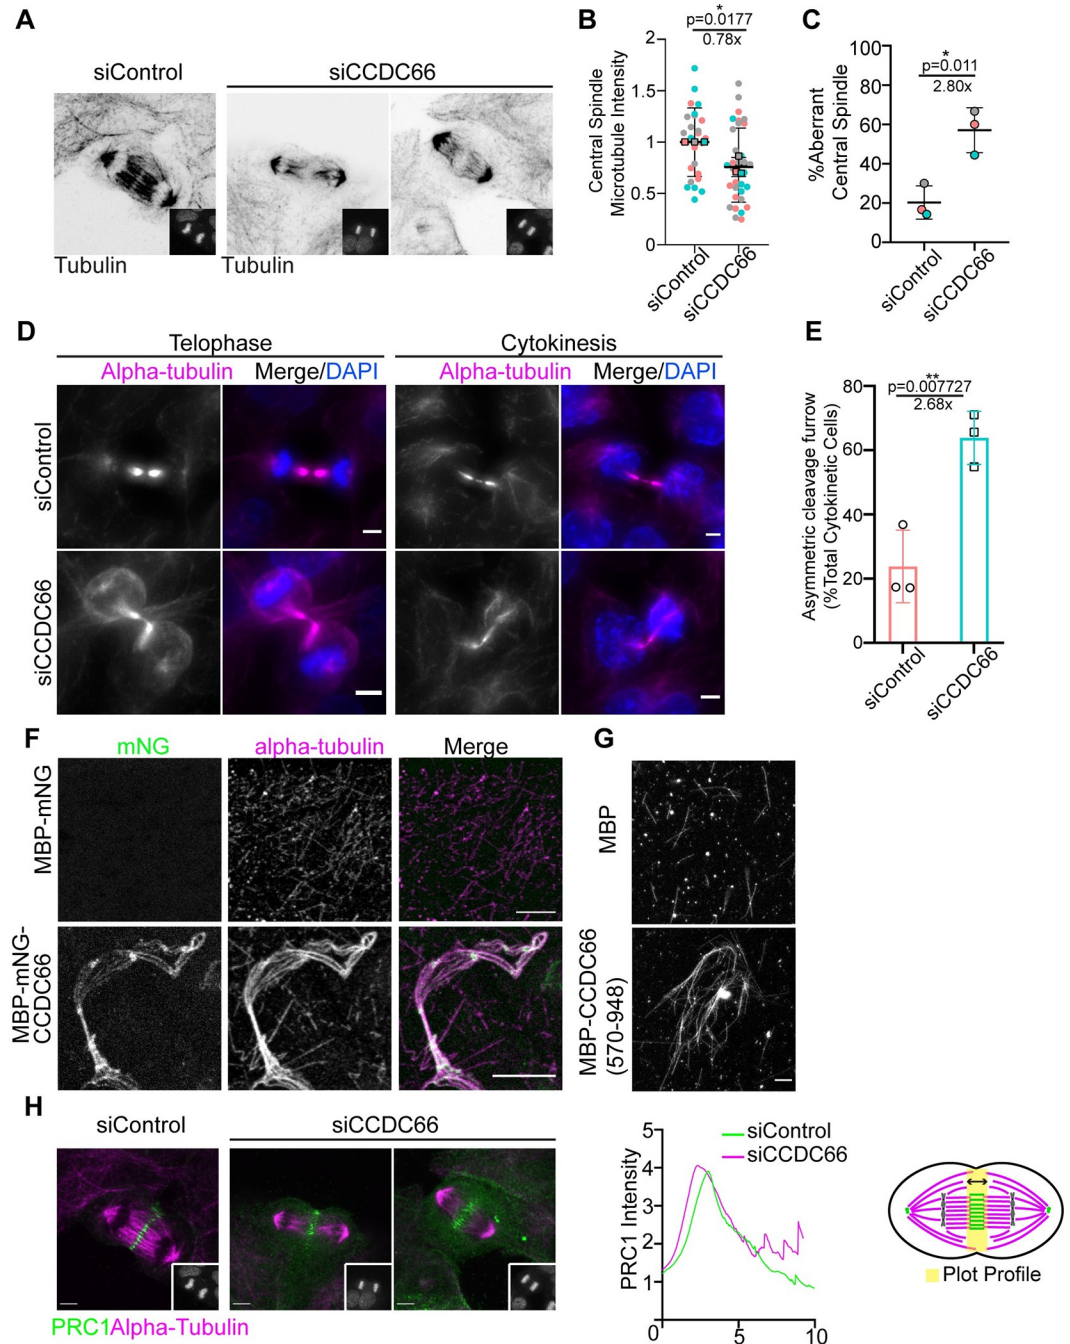 A
siControl
siCCDC66
Tubulin
Tubulin
B
*
p=0.0177
0.78x
Central Spindle
Microtubule Intensity
2
1.5
1
0.5
0
siControl
siCCDC66
C
*
p=0.011
2.80x
%Aberrant
Central Spindle
100
80
60
40
20
0
siControl
siCCDC66
D
Telophase
Cytokinesis
Alpha-tubulin
Merge/DAPI
Alpha-tubulin
Merge/DAPI
siControl
siCCDC66
E
**
p=0.007727
2.68x
Asymmetric cleavage furrow
(%Total Cytokinetic Cells)
80
60
40
20
0
siControl
siCCDC66
F
mNG
alpha-tubulin
Merge
MBP-mNG
MBP-mNG-
CCDC66
G
MBP
MBP-CCDC66
(570-948)
H
siControl
siCCDC66
PRC1Alpha-Tubulin
PRC1 Intensity
5
4
3
2
1
0
0
5
10
siControl
siCCDC66
Plot Profile